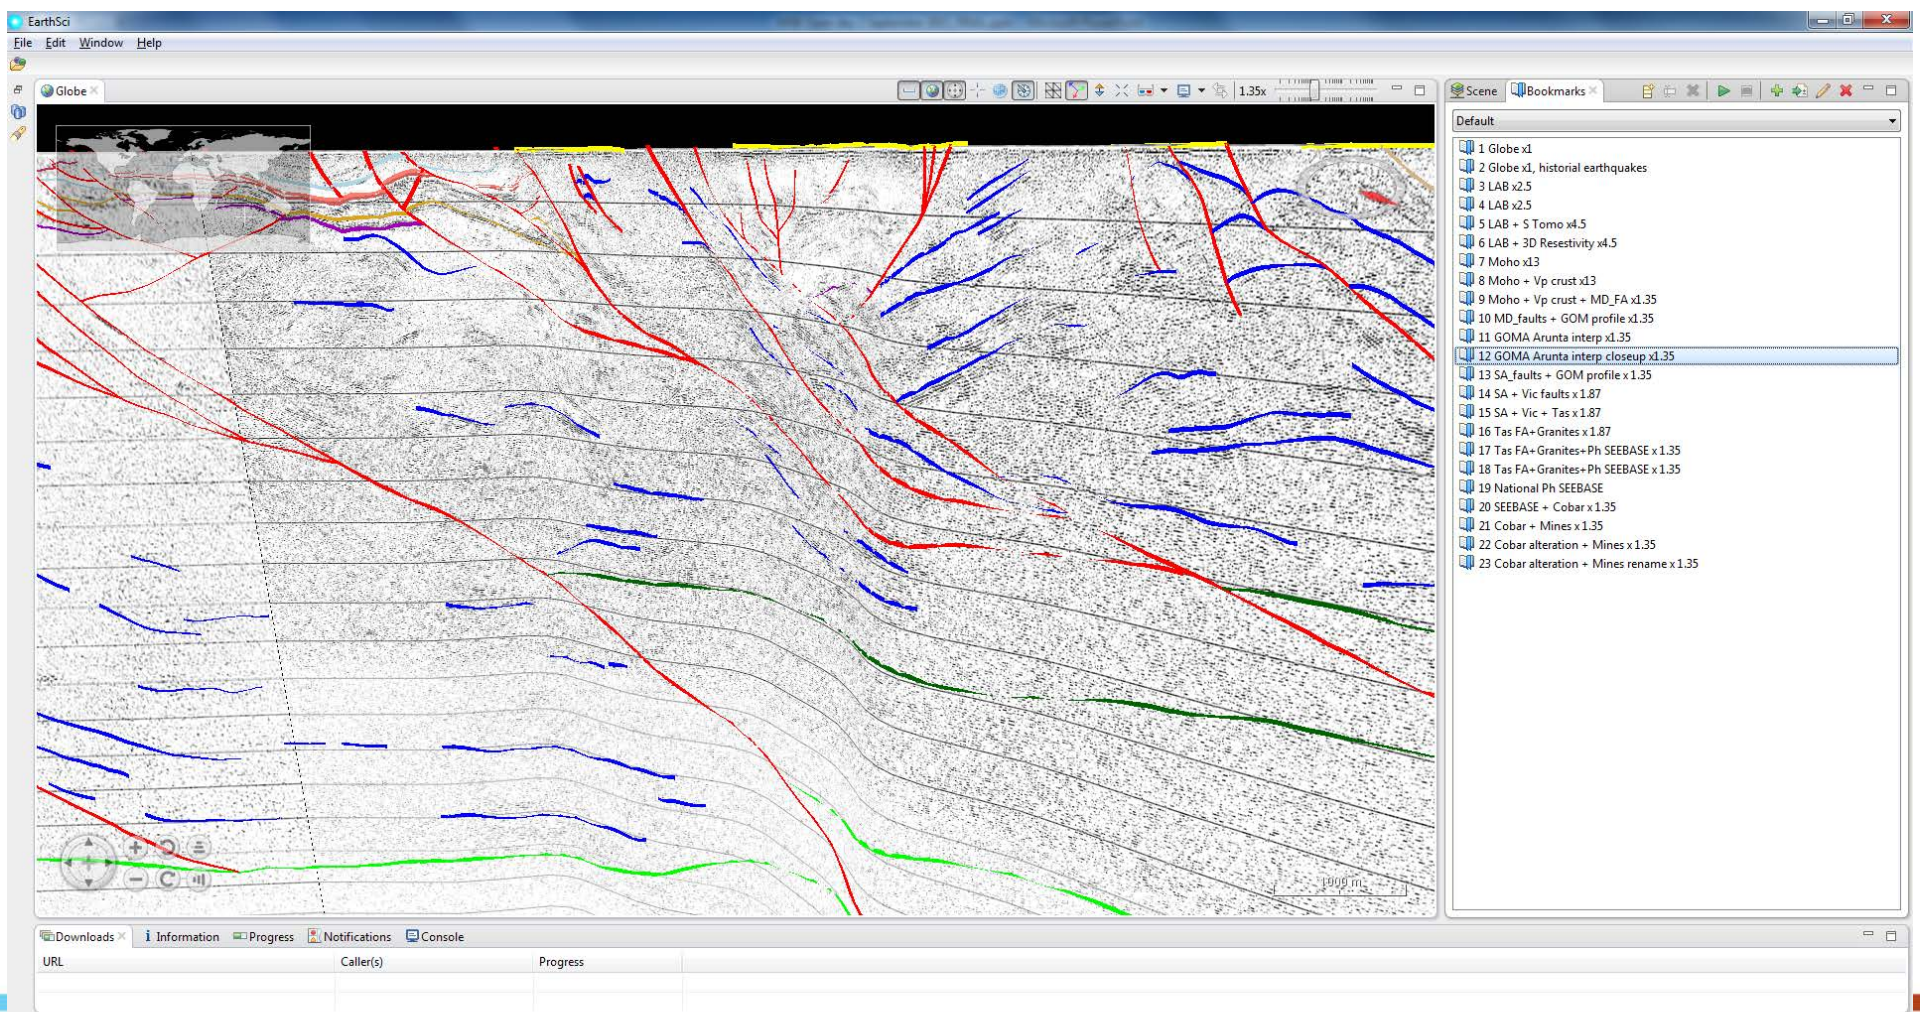 EarthSci
File Edit Window Help
Globe
1.35x
Scene Bookmarks
Default
1 Globe x1
2 Globe x1, historial earthquakes
3 LAB x2.5
4 LAB x2.5
5 LAB + S Tomo x4.5
6 LAB + 3D Resestivity x4.5
7 Moho x13
8 Moho + Vp crust x13
9 Moho + Vp crust + MD_FA x1.35
10 MD_faults + GOM profile x1.35
11 GOMA Arunta interp x1.35
12 GOMA Arunta interp closeup x1.35
13 SA_faults + GOM profile x 1.35
14 SA + Vic faults x 1.87
15 SA + Vic + Tas x 1.87
16 Tas FA+Granites x 1.87
17 Tas FA+Granites+Ph SEEBASE x 1.35
18 Tas FA+Granites+Ph SEEBASE x 1.35
19 National Ph SEEBASE
20 SEEBASE + Cobar x 1.35
21 Cobar + Mines x 1.35
22 Cobar alteration + Mines x 1.35
23 Cobar alteration + Mines rename x 1.35
Downloads Information Progress Notifications Console
URL Caller(s) Progress